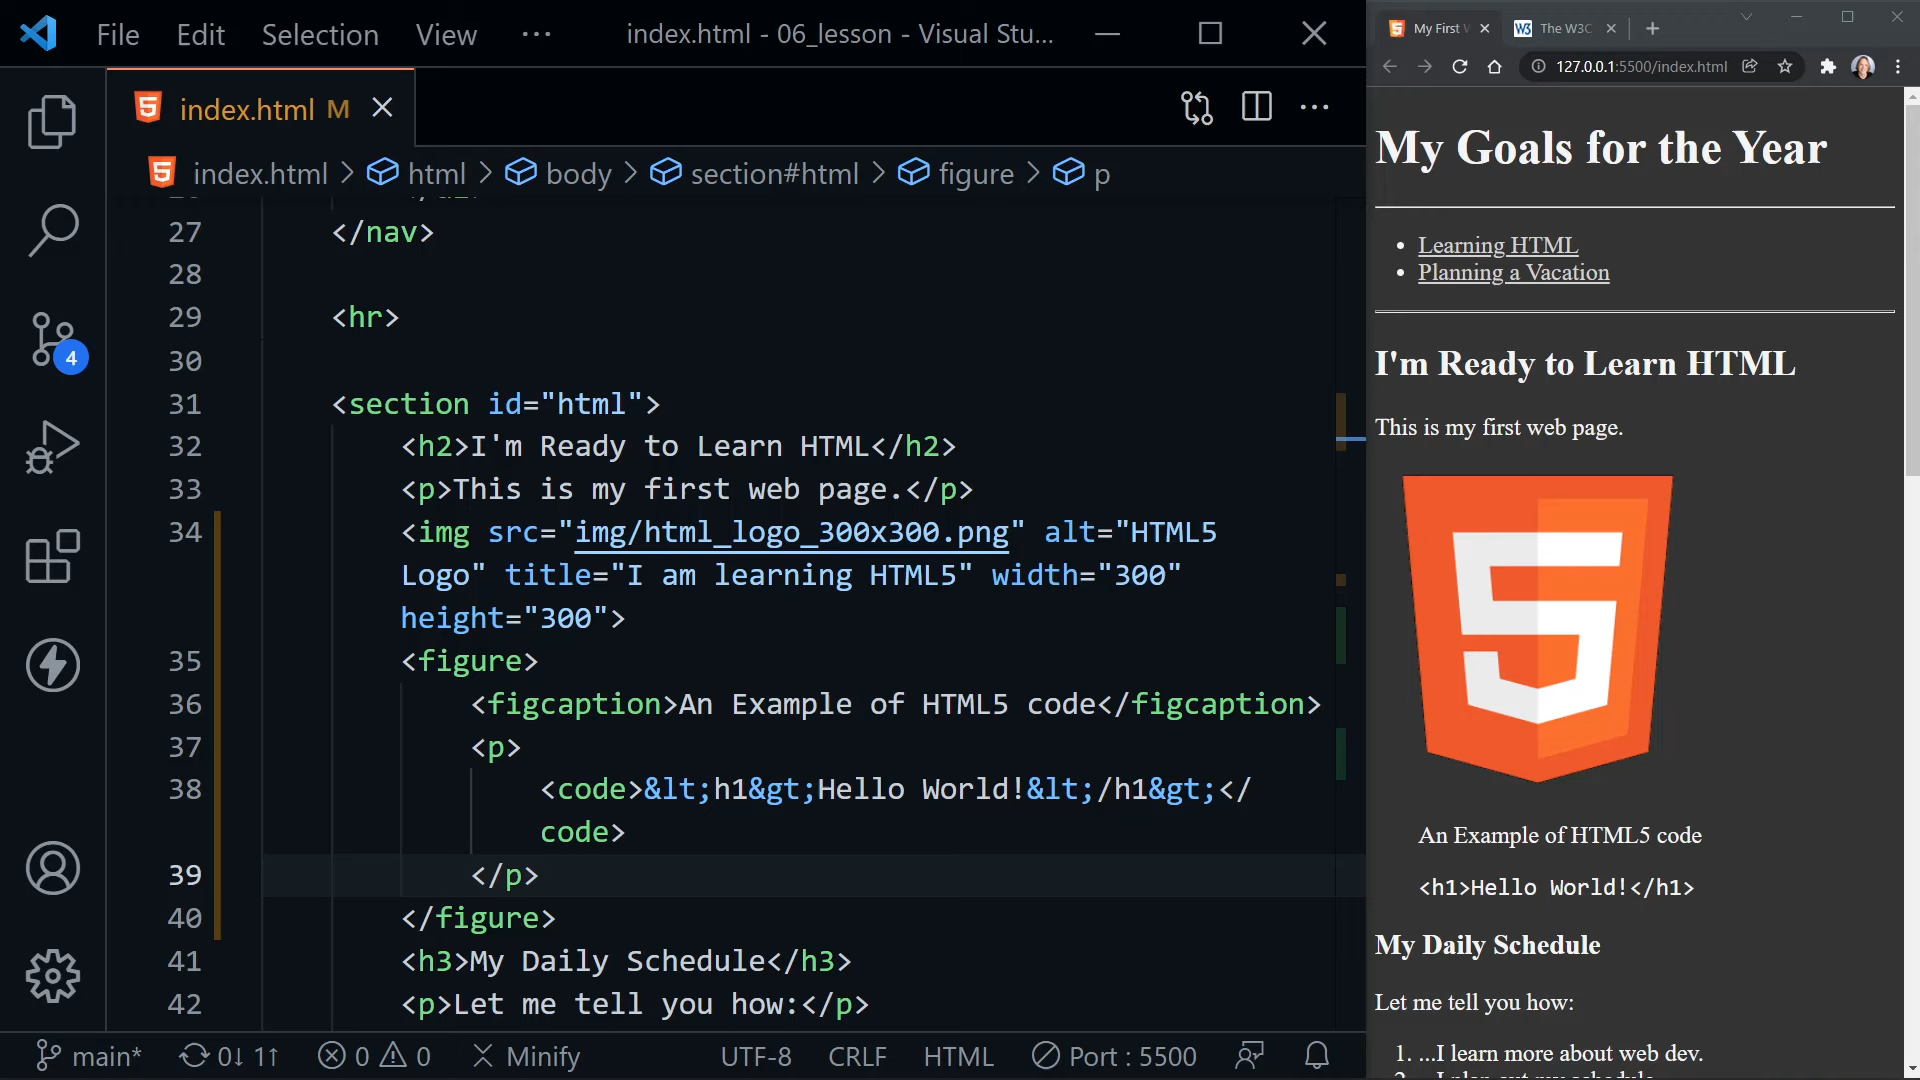 File Edit Selection View ··· index.html - 06_lesson - Visual Stu...
index.html M
index.html > html > body > section#html > figure > p
27 </nav>
28
29 <hr>
30
31 <section id="html">
32 <h2>I'm Ready to Learn HTML</h2>
33 <p>This is my first web page.</p>
34 <img src="img/html_logo_300x300.png" alt="HTML5
Logo" title="I am learning HTML5" width="300"
height="300">
35 <figure>
36 <figcaption>An Example of HTML5 code</figcaption>
37 <p>
38 <code>&lt;h1&gt;Hello World!&lt;/h1&gt;</
code>
39 </p>
40 </figure>
41 <h3>My Daily Schedule</h3>
42 <p>Let me tell you how:</p>
4
main* 0↓ 1↑ 0 0 Minify UTF-8 CRLF HTML Port : 5500
My First W The W3C
127.0.0.1:5500/index.html
My Goals for the Year
Learning HTML
Planning a Vacation
I'm Ready to Learn HTML
This is my first web page.
5
An Example of HTML5 code
<h1>Hello World!</h1>
My Daily Schedule
Let me tell you how:
1. ...I learn more about web dev.